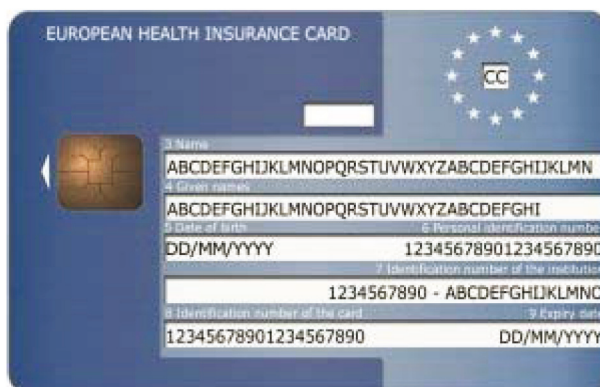 EUROPEAN HEALTH INSURANCE CARD
CC
3 Name
ABCDEFGHIJKLMNOPQRSTUVWXYZABCDEFGHIJKLMN
4 Given names
ABCDEFGHIJKLMNOPQRSTUVWXYZABCDEFGHI
5 Date of birth 6 Personal identification number
DD/MM/YYYY 12345678901234567890
7 Identification number of the institution
1234567890 - ABCDEFGHIJKLMNO
8 Identification number of the card 9 Expiry date
12345678901234567890 DD/MM/YYYY